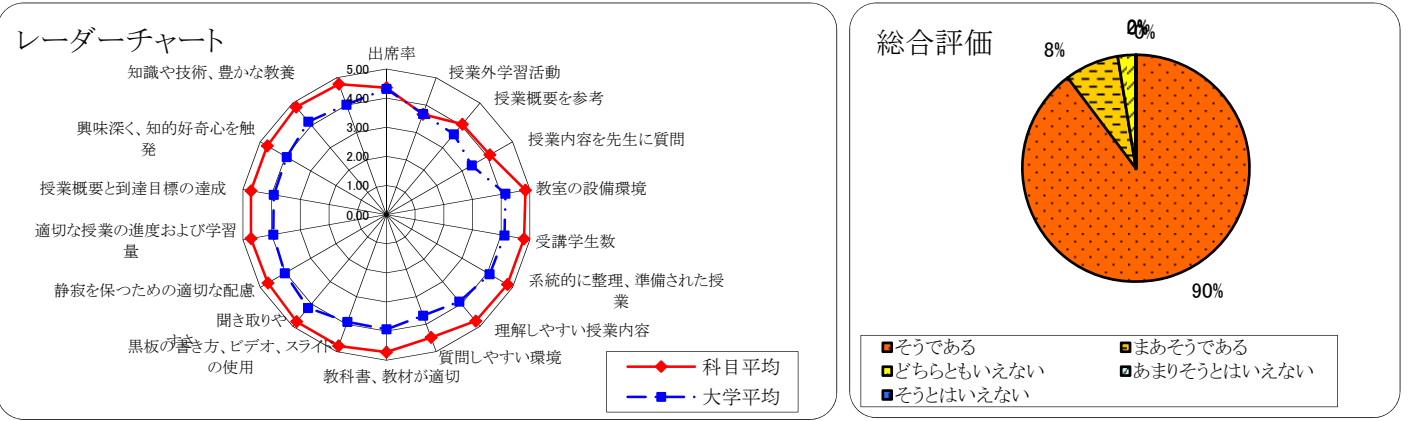 レーダーチャート
出席率
授業外学習活動
授業概要を参考
授業内容を先生に質問
教室の設備環境
受講学生数
系統的に整理、準備された授
業
理解しやすい授業内容
質問しやすい環境
教科書、教材が適切
黒板の書き方、ビデオ、スライド
の使用
聞き取りや
すさ
静寂を保つための適切な配慮
適切な授業の進度および学習
量
授業概要と到達目標の達成
興味深く、知的好奇心を触
発
知識や技術、豊かな教養
5.00
4.00
3.00
2.00
1.00
0.00
科目平均
大学平均
総合評価
8%
2%
0%
90%
そうである
まあそうである
どちらともいえない
あまりそうとはいえない
そうとはいえない